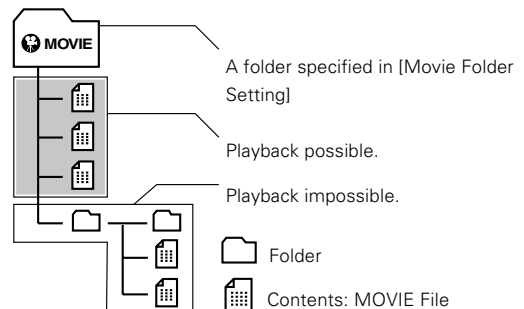 MOVIE
A folder specified in [Movie Folder
Setting]
Playback possible.
Playback impossible.
Folder
Contents: MOVIE File